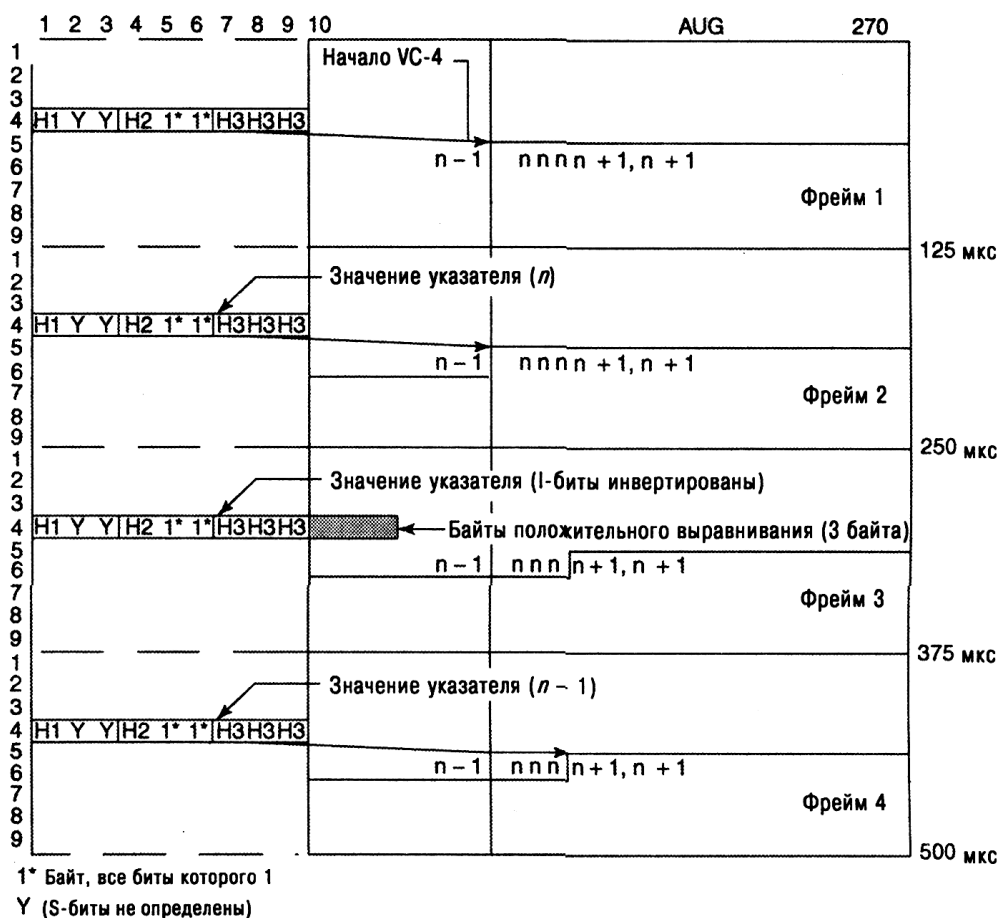 1 2 3 4 5 6 7 8 9 10 AUG 270
1
Начало VC-4
2
3
4 H1 Y Y H2 1* 1* H3 H3 H3
5
n – 1 n n n n + 1, n + 1
6
7
Фрейм 1
8
9
125 мкс
1
2 Значение указателя (n)
3
4 H1 Y Y H2 1* 1* H3 H3 H3
5
n – 1 n n n n + 1, n + 1
6
7
Фрейм 2
8
9
250 мкс
1
2 Значение указателя (I-биты инвертированы)
3
4 H1 Y Y H2 1* 1* H3 H3 H3 Байты положительного выравнивания (3 байта)
5
6 n – 1 n n n n + 1, n + 1
7
Фрейм 3
8
9
375 мкс
1
2 Значение указателя (n – 1)
3
4 H1 Y Y H2 1* 1* H3 H3 H3
5
n – 1 n n n n + 1, n + 1
6
7
Фрейм 4
8
9
500 мкс
1* Байт, все биты которого 1
Y (S-биты не определены)